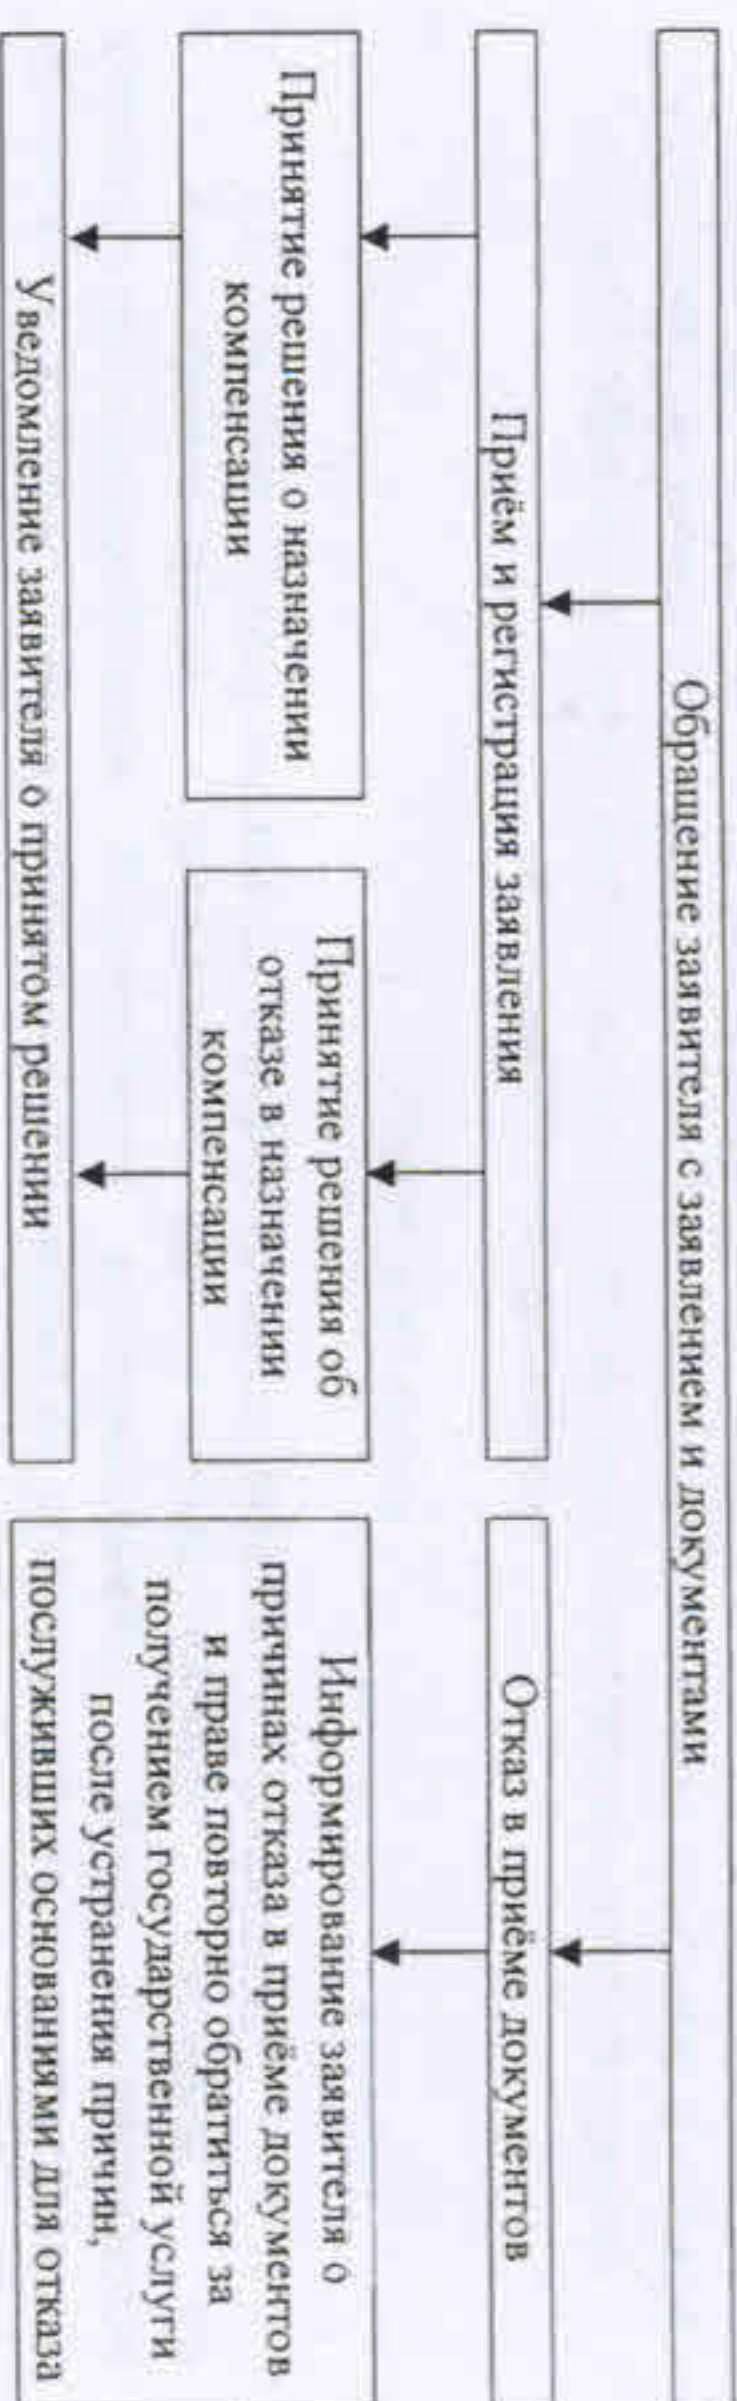 Обращение заявителя с заявлением и документами
Приём и регистрация заявления
Отказ в приёме документов
Принятие решения о назначении
компенсации
Принятие решения об
отказе в назначении
компенсации
Информирование заявителя о
причинах отказа в приёме документов
и праве повторно обратиться за
получением государственной услуги
после устранения причин,
послуживших основаниями для отказа
Уведомление заявителя о принятом решении